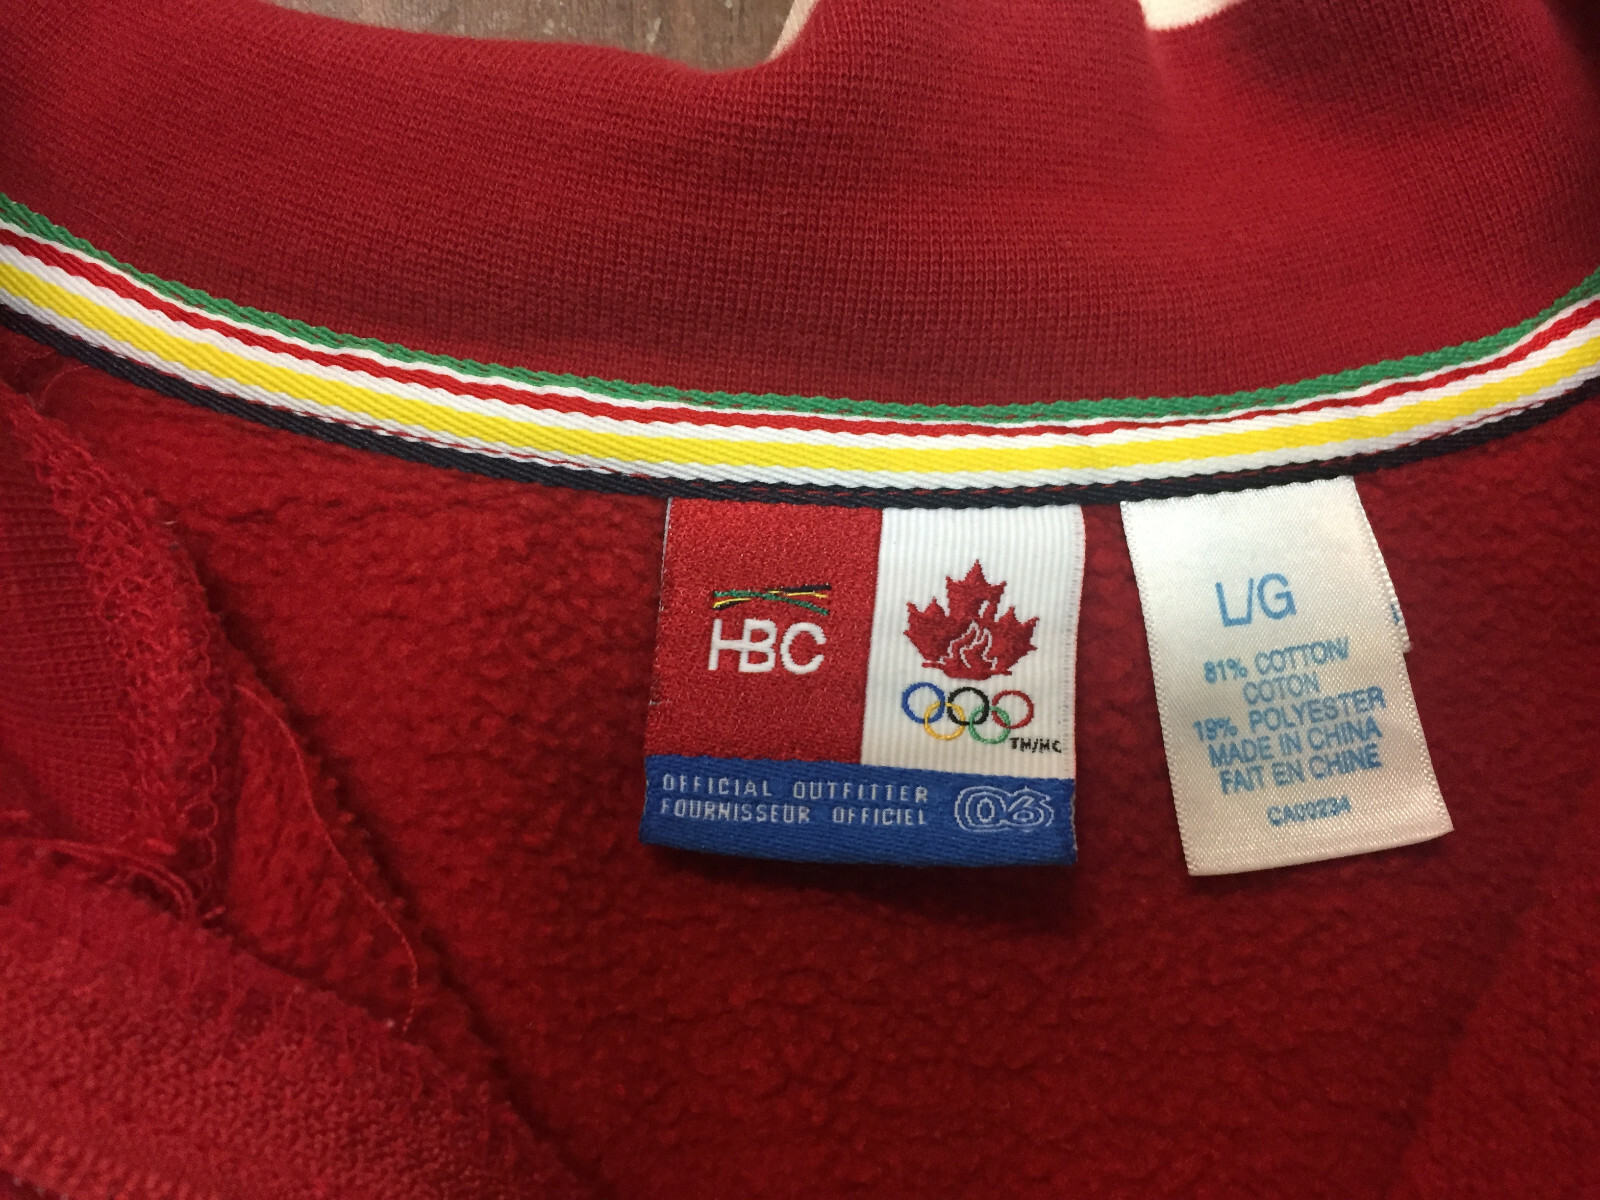 HBC
TM/MC
OFFICIAL OUTFITTER
FOURNISSEUR OFFICIEL
06
L/G
81% COTTON/
COTON
19% POLYESTER
MADE IN CHINA
FAIT EN CHINE
CA00234